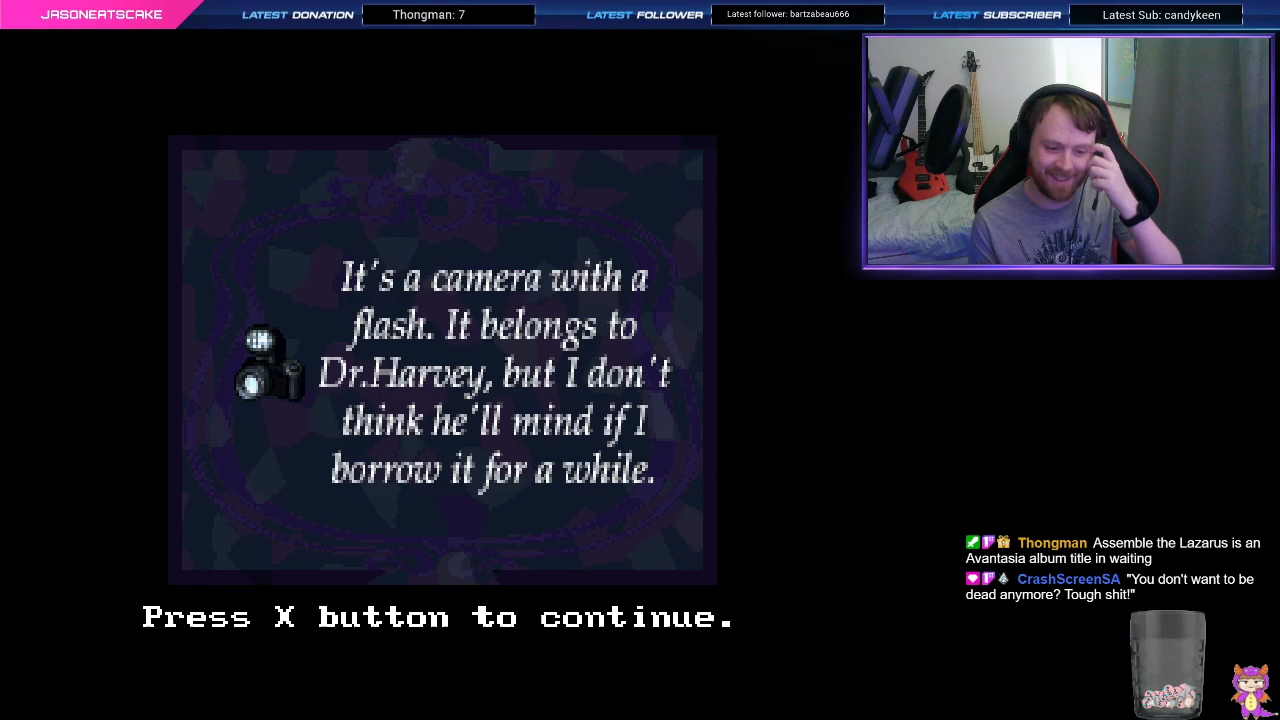 JASONEATSCAKE
LATEST DONATION
Thongman: 7
LATEST FOLLOWER
Latest follower: bartzabeau666
LATEST SUBSCRIBER
Latest Sub: candykeen
It's a camera with a
flash. It belongs to
Dr.Harvey, but I don't
think he'll mind if I
borrow it for a while.
Press X button to continue.
Thongman Assemble the Lazarus is an
Avantasia album title in waiting
CrashScreenSA "You don't want to be
dead anymore? Tough shit!"